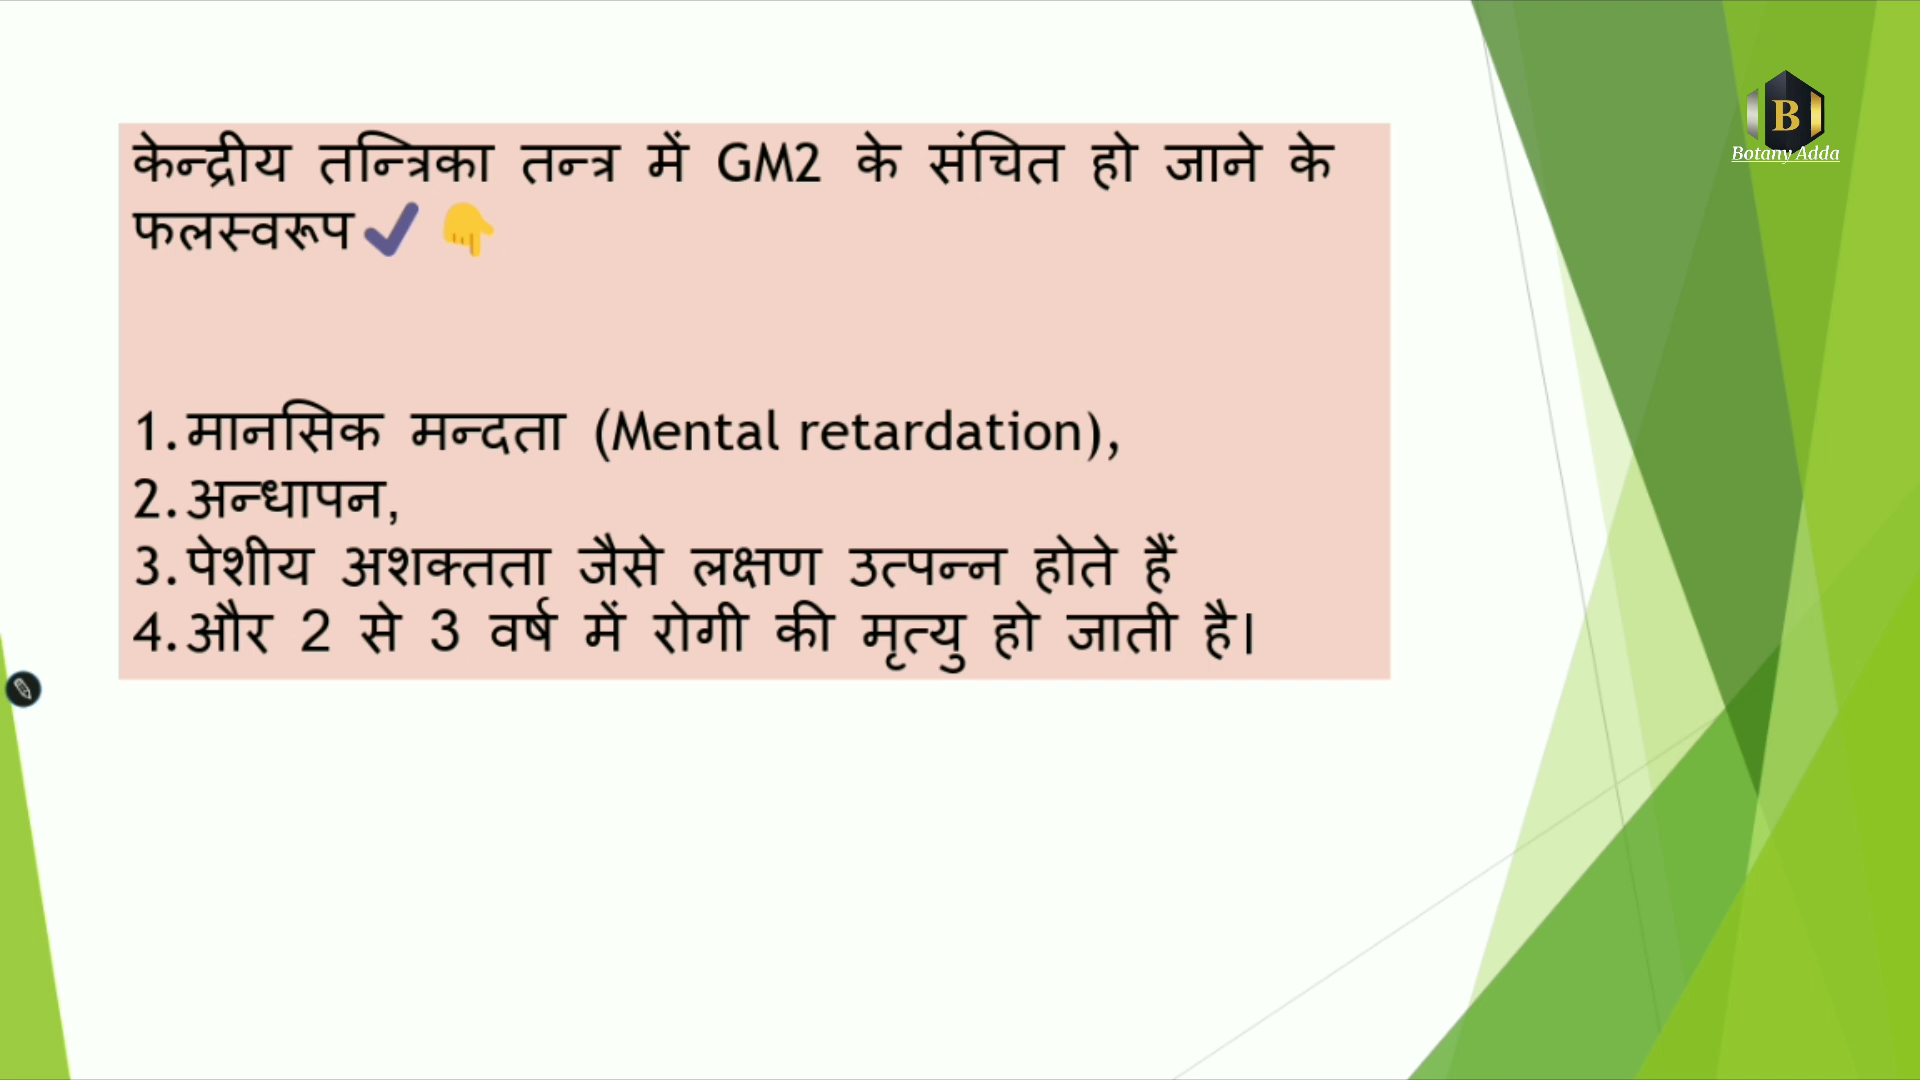 केन्द्रीय तन्त्रिका तन्त्र में GM2 के संचित हो जाने के
फलस्वरूप✔️👇
1.मानसिक मन्दता (Mental retardation),
2.अन्धापन,
3.पेशीय अशक्तता जैसे लक्षण उत्पन्न होते हैं
4.और 2 से 3 वर्ष में रोगी की मृत्यु हो जाती है।
B
Botany Adda